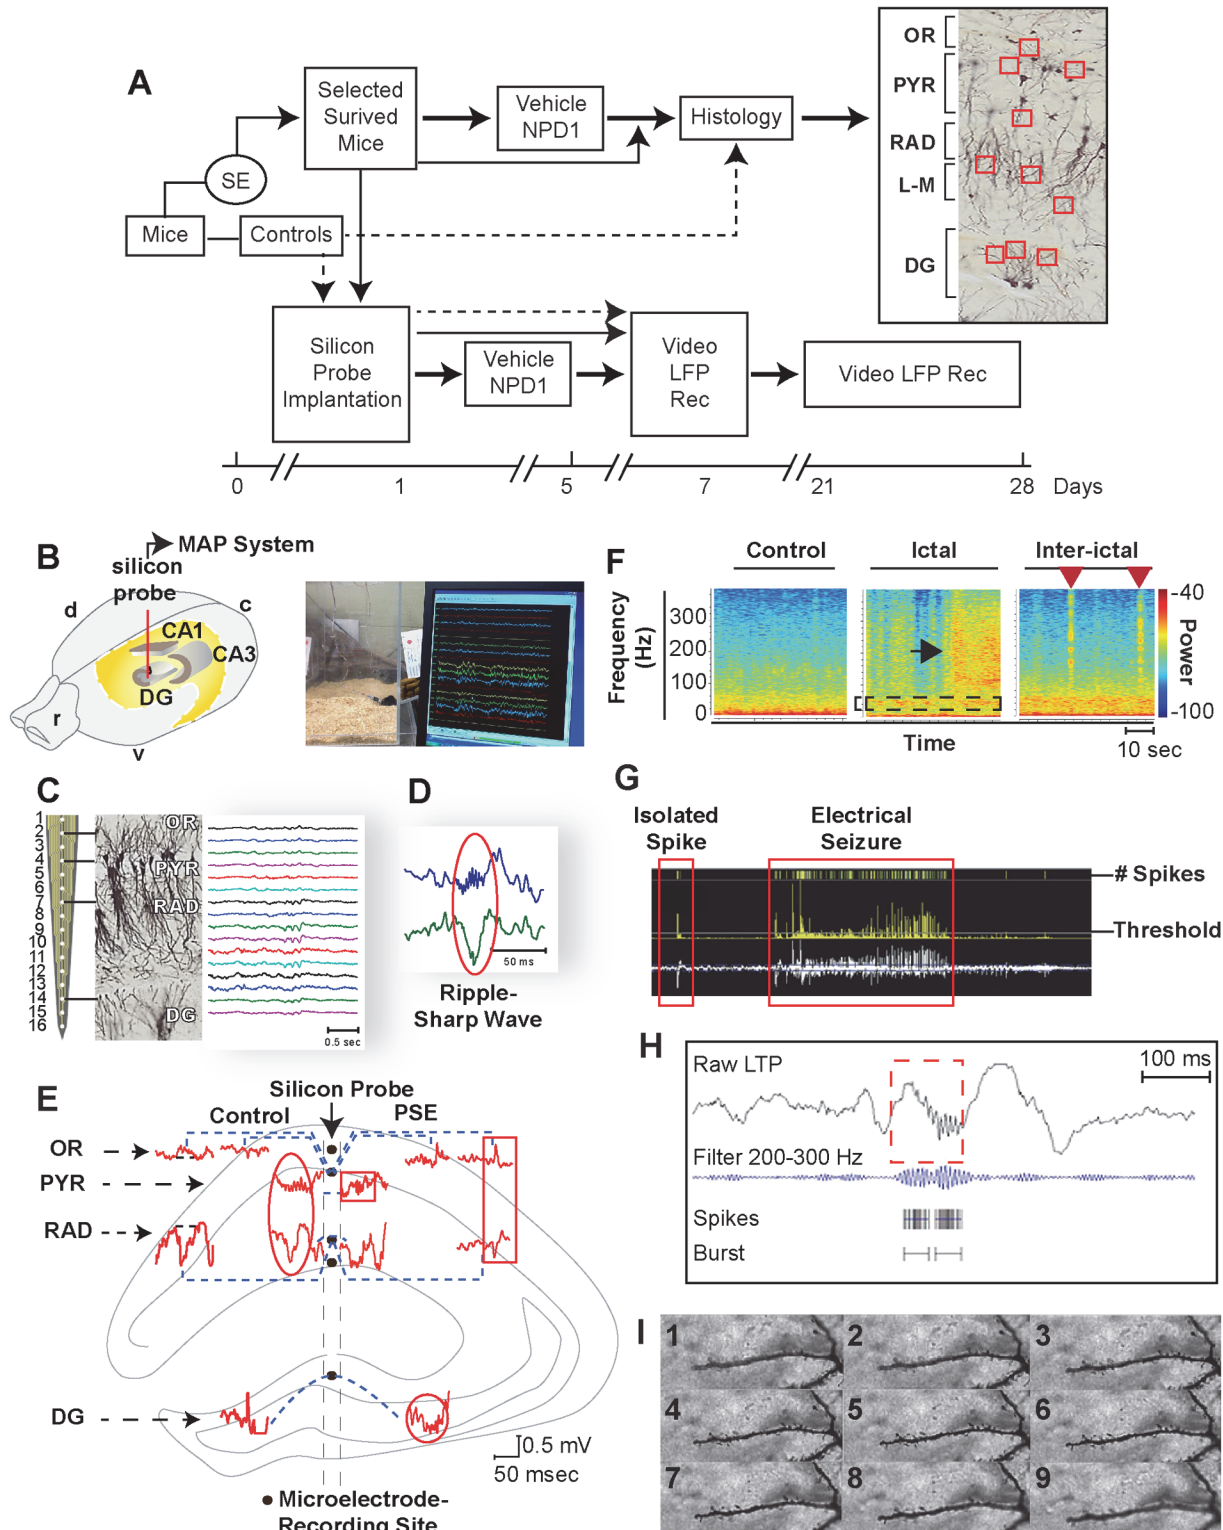 A
Selected
Surived
Mice
Vehicle
NPD1
Histology
SE
Mice
Controls
OR
PYR
RAD
L-M
DG
Silicon
Probe
Implantation
Vehicle
NPD1
Video
LFP
Rec
Video LFP Rec
0
1
5
7
21
28
Days
B
MAP System
silicon
probe
d
c
CA1
CA3
DG
r
v
F
Control
Ictal
Inter-ictal
Frequency
(Hz)
300
200
100
0
-40
Power
-100
Time
10 sec
C
1
2
3
4
5
6
7
8
9
10
11
12
13
14
15
16
OR
PYR
RAD
DG
0.5 sec
D
50 ms
Ripple-
Sharp Wave
G
Isolated
Spike
Electrical
Seizure
# Spikes
Threshold
E
Silicon Probe
Control
PSE
OR
PYR
RAD
DG
0.5 mV
50 msec
Microelectrode-
Recording Site
H
Raw LTP
100 ms
Filter 200-300 Hz
Spikes
Burst
I
1
2
3
4
5
6
7
8
9